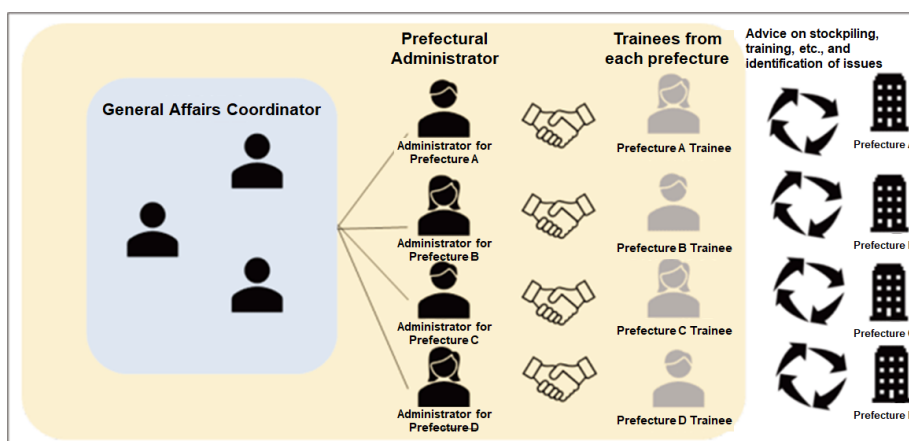 Prefectural
Administrator
Trainees from
each prefecture
Advice on stockpiling,
training, etc., and
identification of issues
General Affairs Coordinator
Administrator for
Prefecture A
Prefecture A Trainee
Prefecture
Administrator for
Prefecture B
Prefecture B Trainee
Prefecture
Administrator for
Prefecture C
Prefecture C Trainee
Prefecture
Administrator for
Prefecture D
Prefecture D Trainee
Prefecture